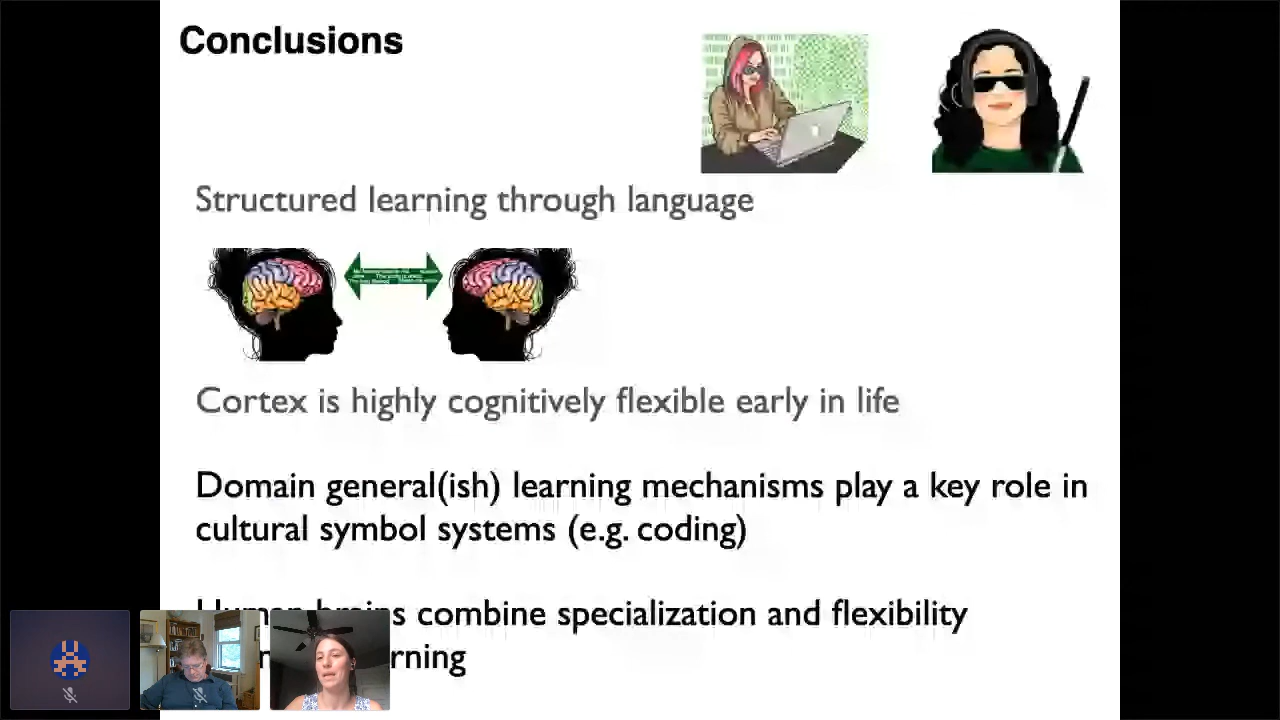 Conclusions
Structured learning through language
Cortex is highly cognitively flexible early in life
Domain general(ish) learning mechanisms play a key role in
cultural symbol systems (e.g. coding)
combine specialization and flexibility